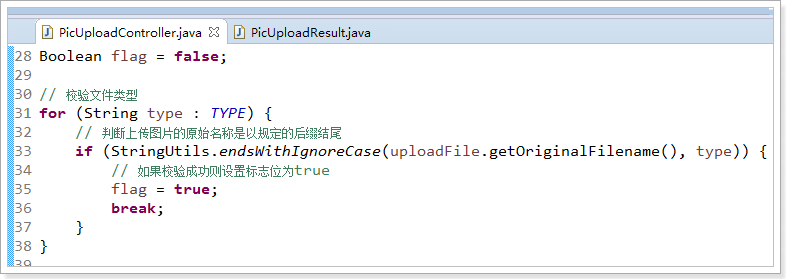 PicUploadController.java PicUploadResult.java
28 Boolean flag = false;
29
30 // 校验文件类型
31 for (String type : TYPE) {
32     // 判断上传图片的原始名称是以规定的后缀结尾
33     if (StringUtils.endsWithIgnoreCase(uploadFile.getOriginalFilename(), type)) {
34         // 如果校验成功则设置标志位为true
35         flag = true;
36         break;
37     }
38 }
39